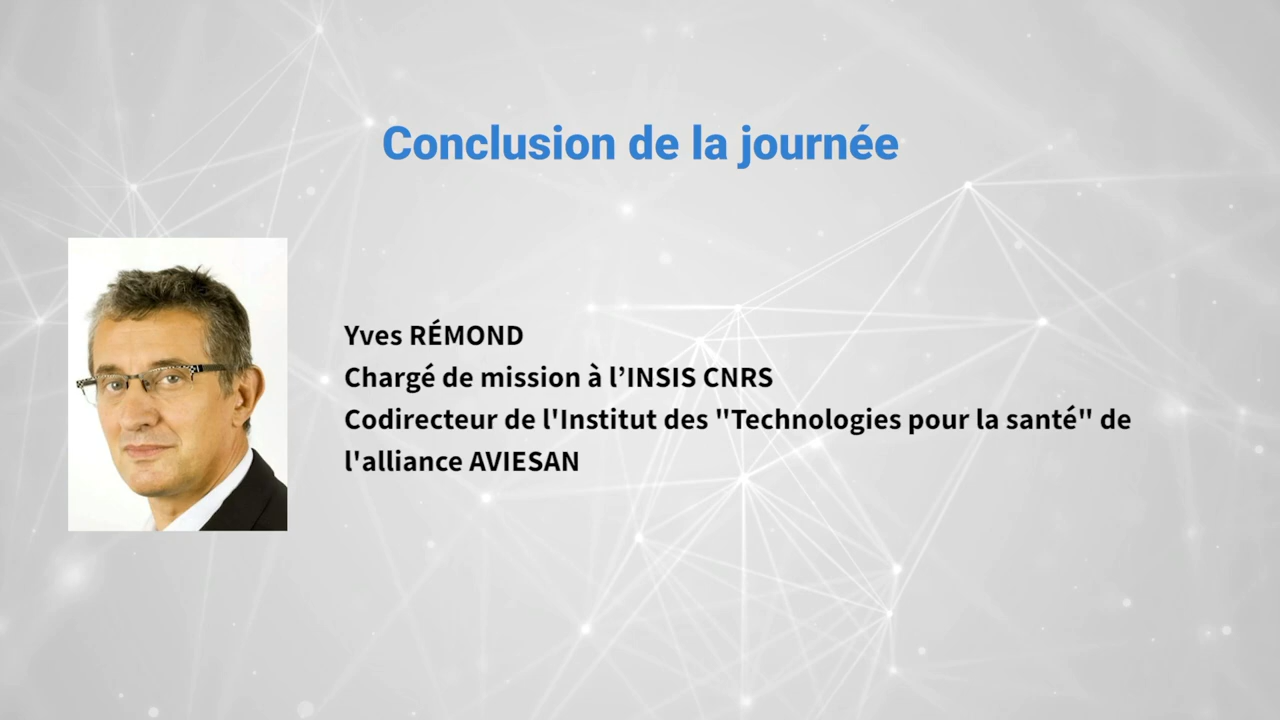 Conclusion de la journée
Yves RÉMOND
Chargé de mission à l’INSIS CNRS
Codirecteur de l'Institut des "Technologies pour la santé" de
l'alliance AVIESAN